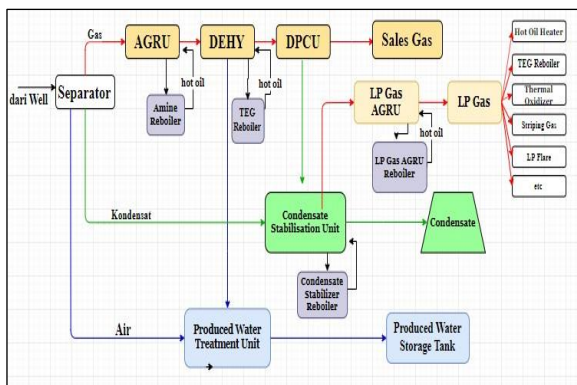 Gas
AGRU
DEHY
DPCU
Sales Gas
Hot Oil Heater
hot oil
hot oil
TEG Reboiler
dari Well
Separator
Amine
Reboiler
TEG
Reboiler
LP Gas
AGRU
LP Gas
Thermal
Oxidizer
hot oil
Striping Gas
LP Gas AGRU
Reboiler
LP Flare
etc
Kondensat
Condensate
Stabilisation Unit
Condensate
Condensate
Stabilizer
Reboiler
Air
Produced Water
Treatment Unit
Produced Water
Storage Tank